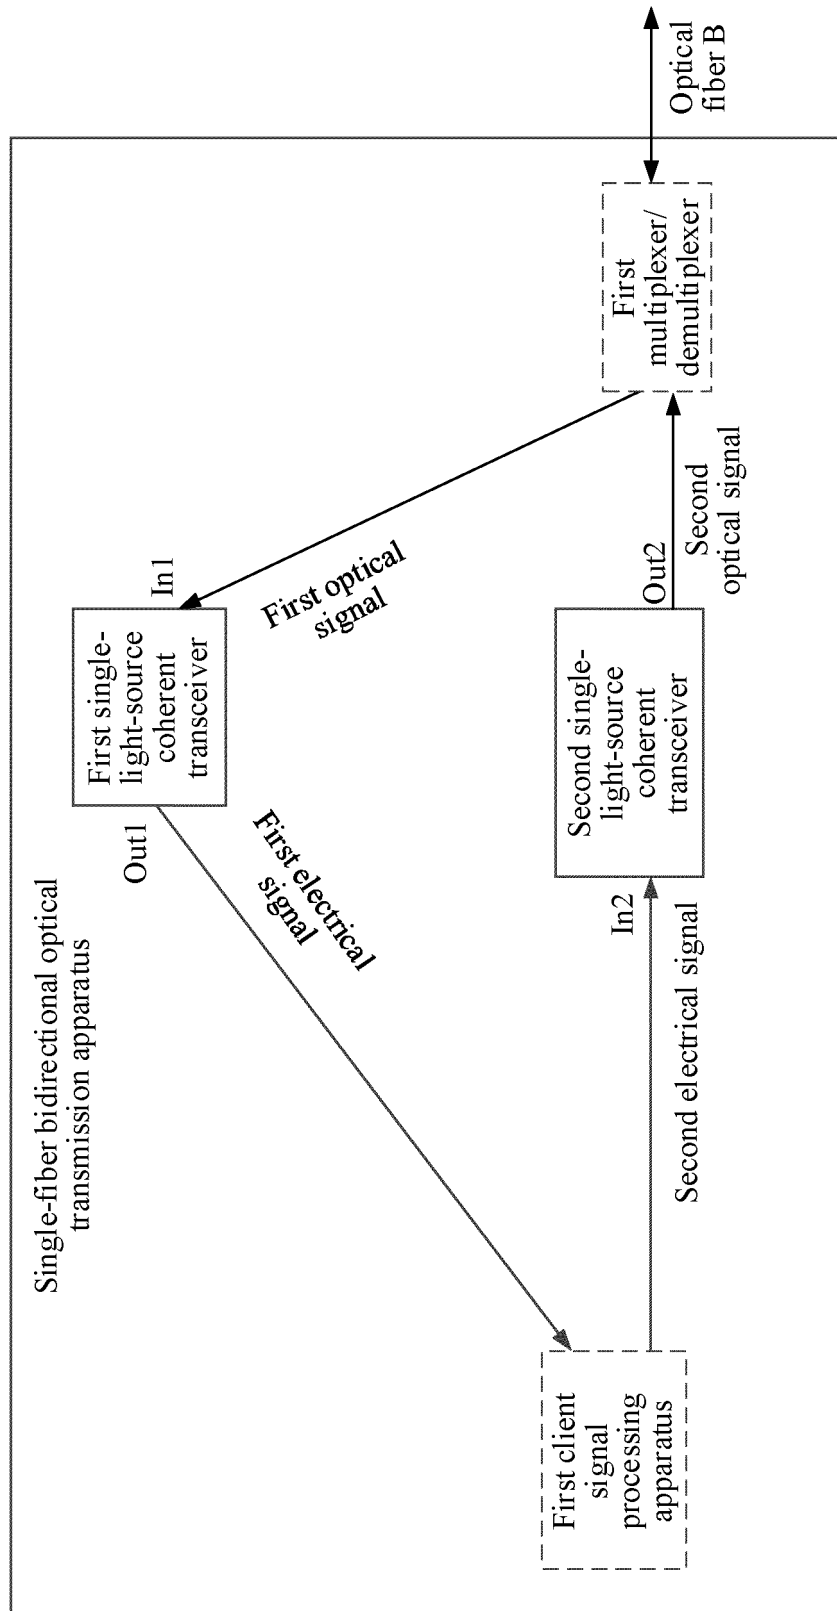 Single-fiber bidirectional optical
transmission apparatus
Out1
First single-
light-source
coherent
transceiver
In1
First electrical
signal
First optical
signal
First client
signal
processing
apparatus
Second electrical signal
In2
Second single-
light-source
coherent
transceiver
Out2
Second
optical signal
First
multiplexer/
demultiplexer
Optical
fiber B